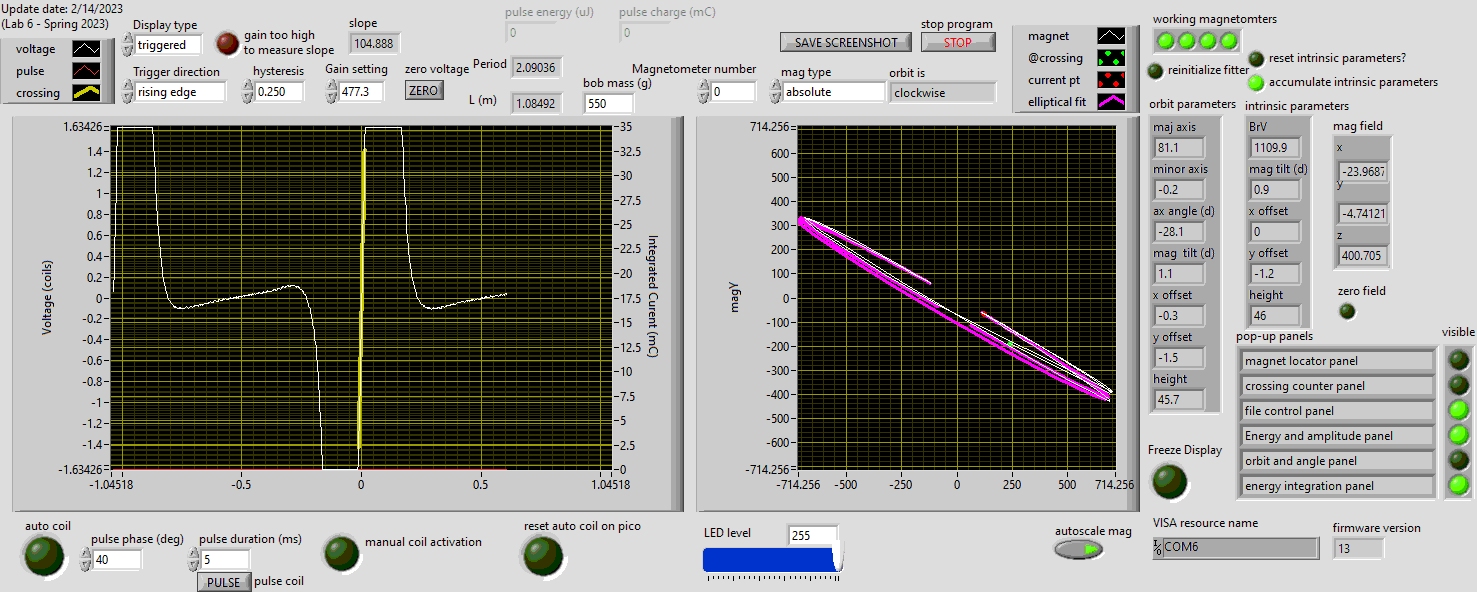 Update date: 2/14/2023
(Lab 6 - Spring 2023)
voltage
pulse
crossing
Display type
triggered
gain too high
to measure slope
slope
104.888
pulse energy (uJ)
0
pulse charge (mC)
0
SAVE SCREENSHOT
stop program
STOP
Trigger direction
rising edge
hysteresis
0.250
Gain setting
477.3
zero voltage
ZERO
Period
2.09036
L (m)
1.08492
bob mass (g)
550
Magnetometer number
0
mag type
absolute
orbit is
clockwise
magnet
@crossing
current pt
elliptical fit
working magnetomters
reinitialize fitter
reset intrinsic parameters?
accumulate intrinsic parameters
orbit parameters
maj axis
81.1
minor axis
-0.2
ax angle (d)
-28.1
mag tilt (d)
1.1
x offset
-0.3
y offset
-1.5
height
45.7
intrinsic parameters
BrV
1109.9
mag tilt (d)
0.9
x offset
0
y offset
-1.2
height
46
mag field
x
-23.9687
y
-4.74121
z
400.705
zero field
Voltage (coils)
1.63426
1.4
1.2
1
0.8
0.6
0.4
0.2
0
-0.2
-0.4
-0.6
-0.8
-1
-1.2
-1.4
-1.63426
-1.04518
-0.5
0
0.5
1.04518
35
32.5
30
27.5
25
22.5
20
17.5
15
12.5
10
7.5
5
2.5
0
Integrated Current (mC)
magy
714.256
600
500
400
300
200
100
0
-100
-200
-300
-400
-500
-600
-714.256
-714.256
-500
-250
0
250
500
714.256
pop-up panels
visible
magnet locator panel
crossing counter panel
file control panel
Energy and amplitude panel
orbit and angle panel
energy integration panel
Freeze Display
auto coil
pulse phase (deg)
40
pulse duration (ms)
5
PULSE
pulse coil
manual coil activation
reset auto coil on pico
LED level
255
autoscale mag
VISA resource name
COM6
firmware version
13